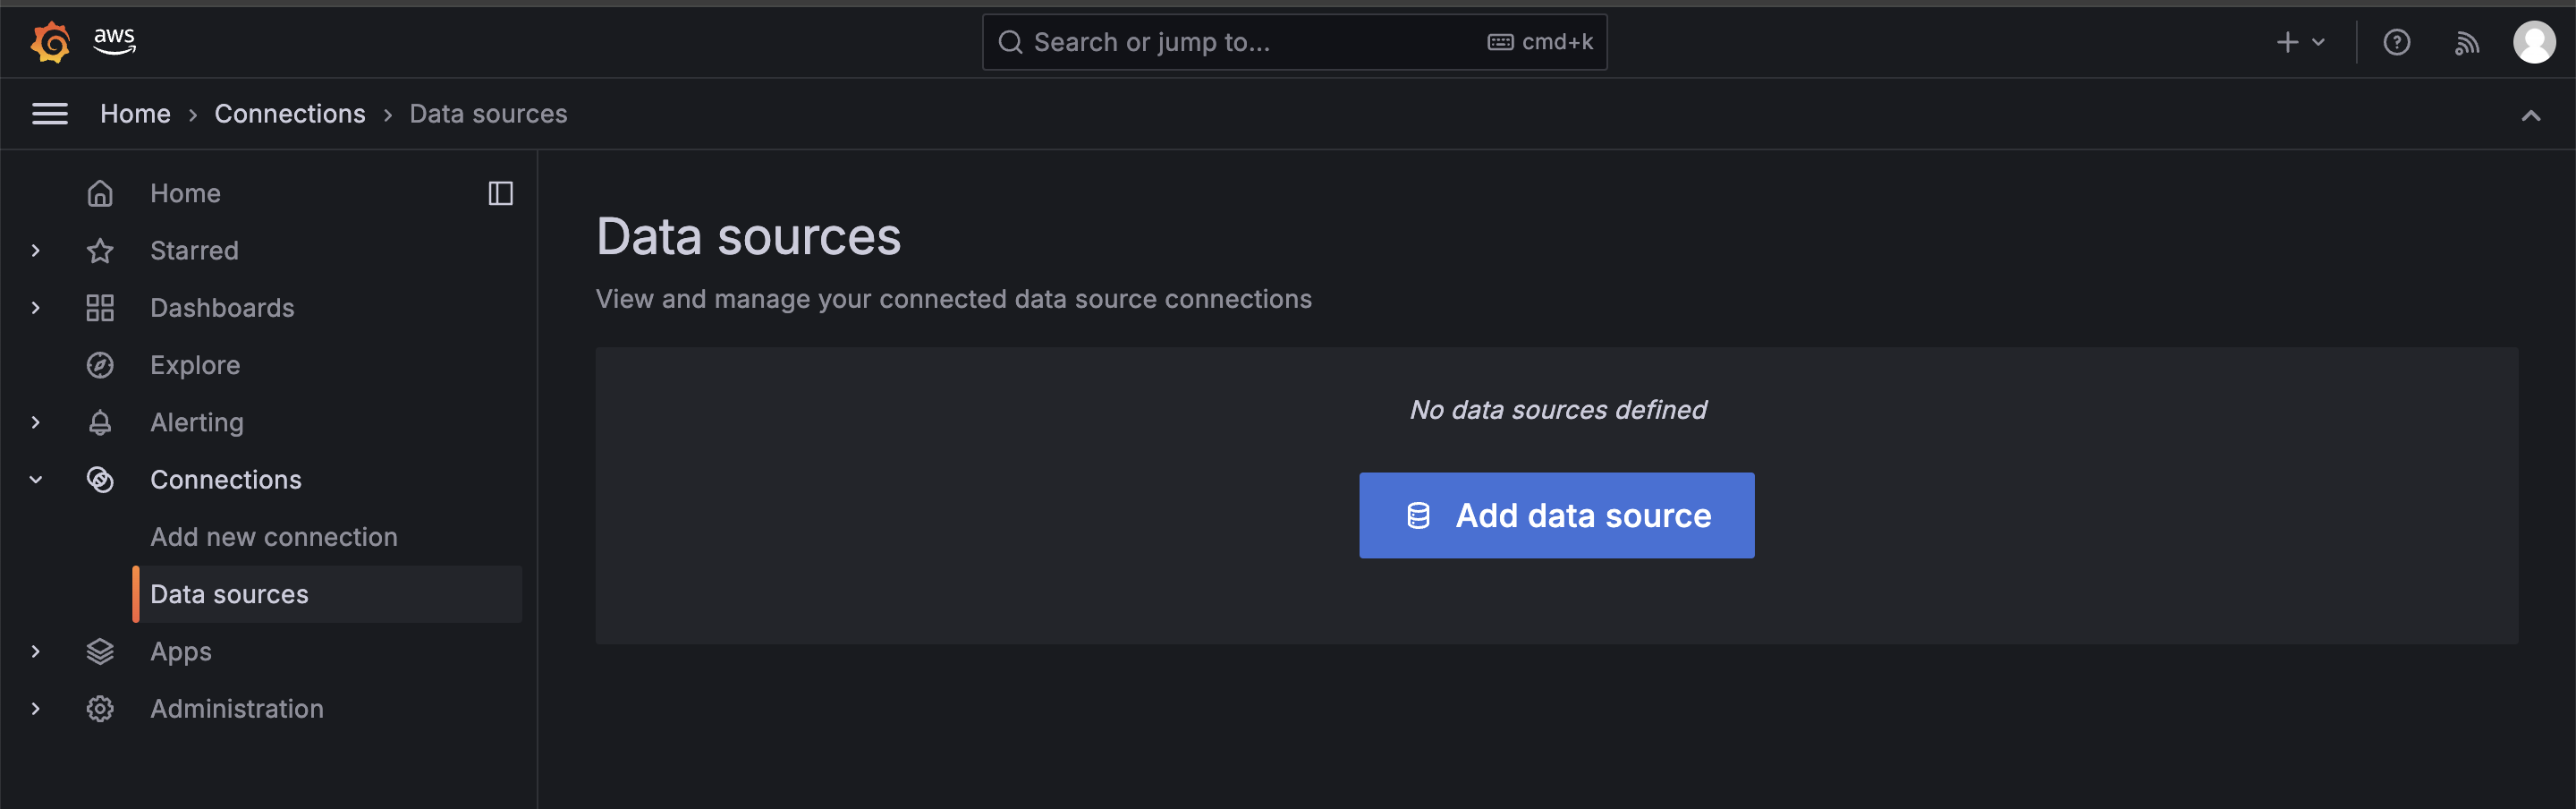 aws
Search or jump to...
cmd+k
Home
Connections
Data sources
Home
Starred
Dashboards
Explore
Alerting
Connections
Add new connection
Data sources
Apps
Administration
Data sources
View and manage your connected data source connections
No data sources defined
Add data source